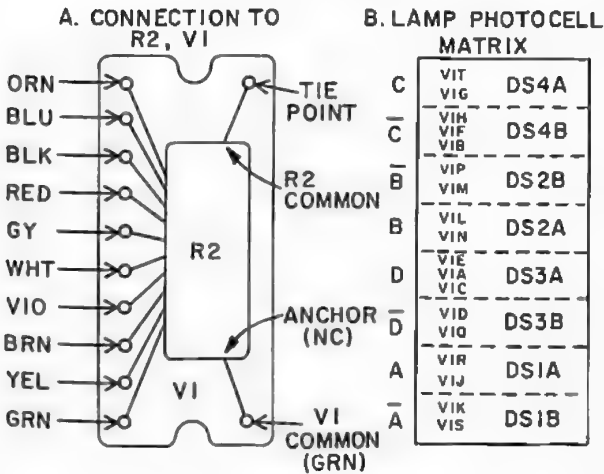 A. CONNECTION TO
R2, V1
ORN
BLU
BLK
RED
GY
WHT
VIO
BRN
YEL
GRN
TIE
POINT
R2
COMMON
R2
ANCHOR
(NC)
V1
V1
COMMON
(GRN)
B. LAMP PHOTOCELL
MATRIX
C V1T V1G DS4A
C̅ V1H V1F V1B DS4B
B̅ V1P V1M DS2B
B V1L V1N DS2A
D V1E V1A V1C DS3A
D̅ V1D V1Q DS3B
A V1R V1J DS1A
A̅ V1K V1S DS1B